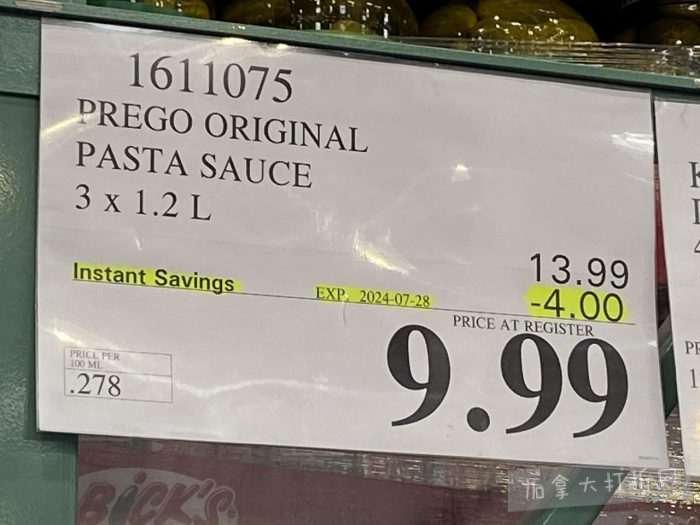 1611075
PREGO ORIGINAL
PASTA SAUCE
3 x 1.2 L
13.99
Instant Savings EXP. 2024-07-28 -4.00
PRICE AT REGISTER
9.99
PRICE PER
100 ML
.278
BICK'S
加拿大打折网